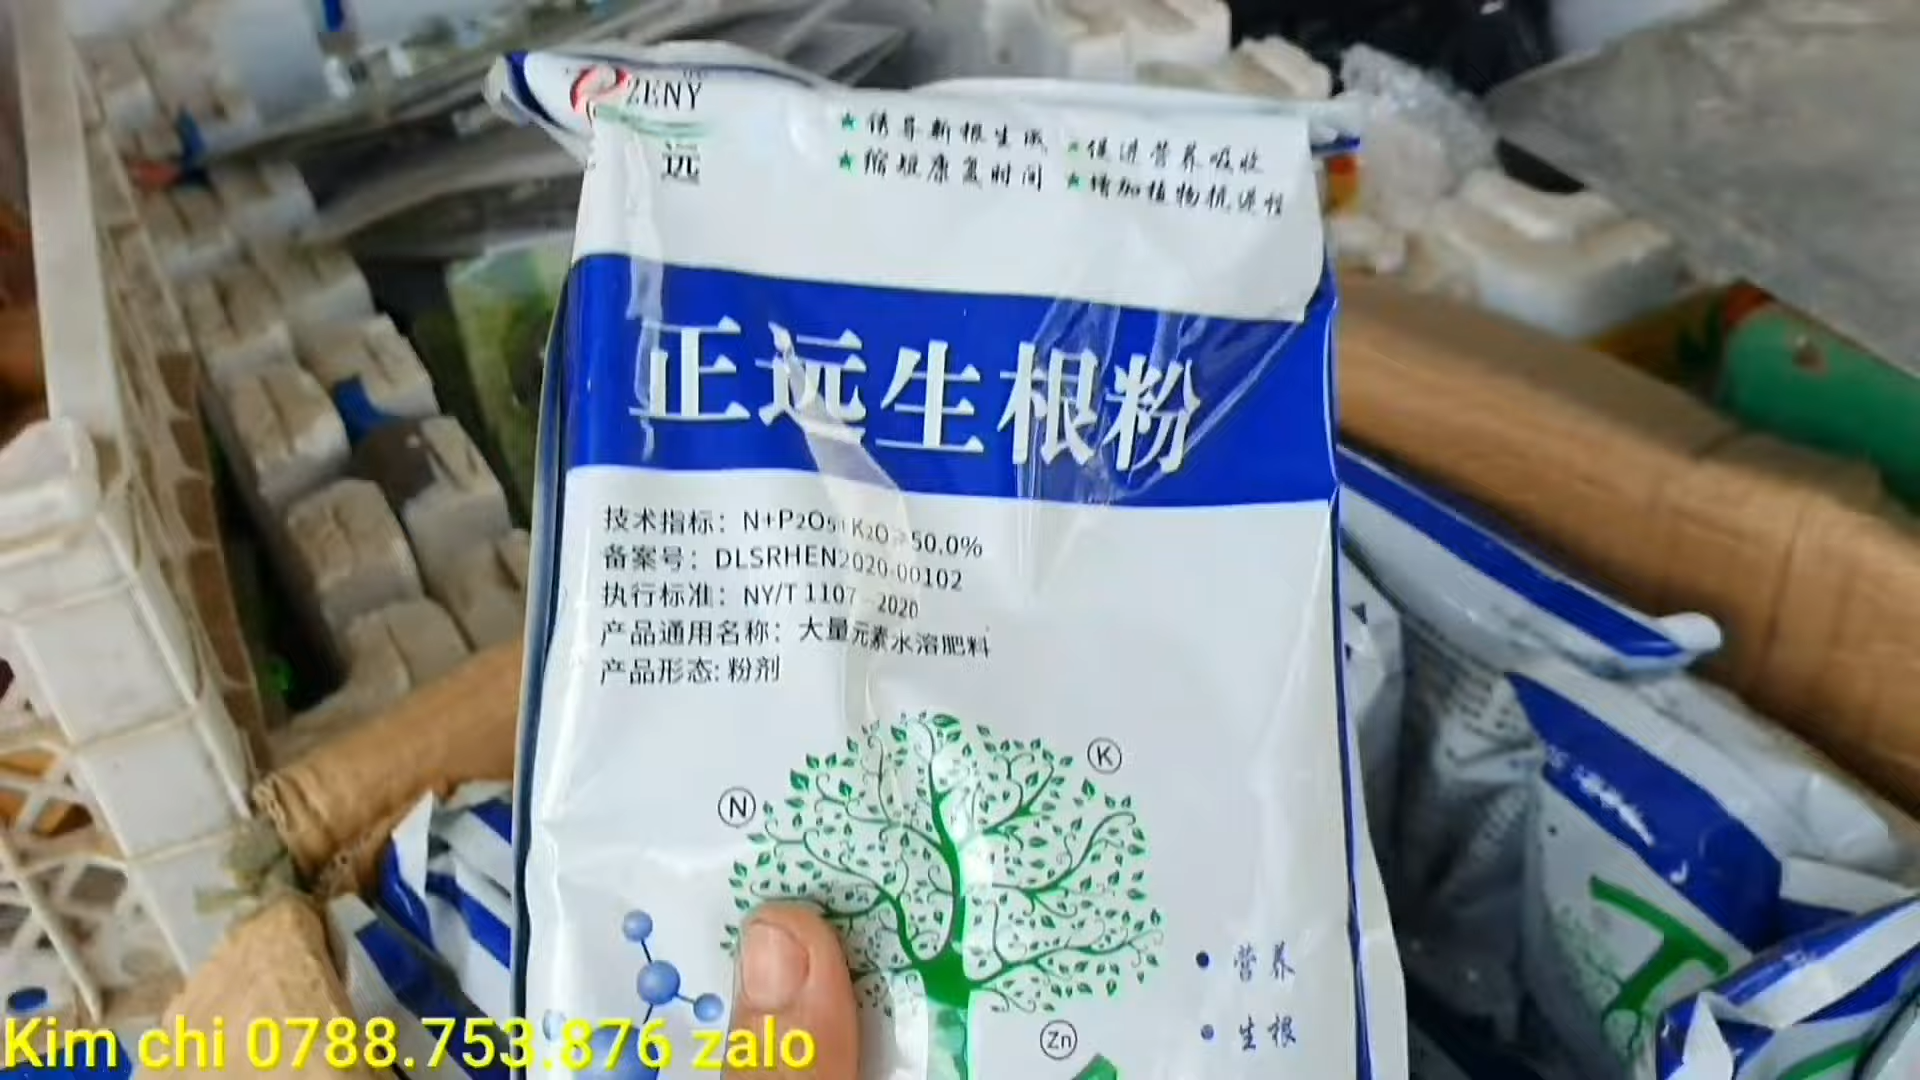 ZENY
正远
★ 诱导新根生成 ★ 促进营养吸收
★ 缩短康复时间 ★ 增加植物抗逆性
正远生根粉
技术指标：N+P₂O₅+K₂O≥50.0%
备案号：DLSRHEN2020-00102
执行标准：NY/T 1107-2020
产品通用名称：大量元素水溶肥料
产品形态: 粉剂
K
N
• 营养
• 生根
Zn
Kim chi 0788.753.876 zalo